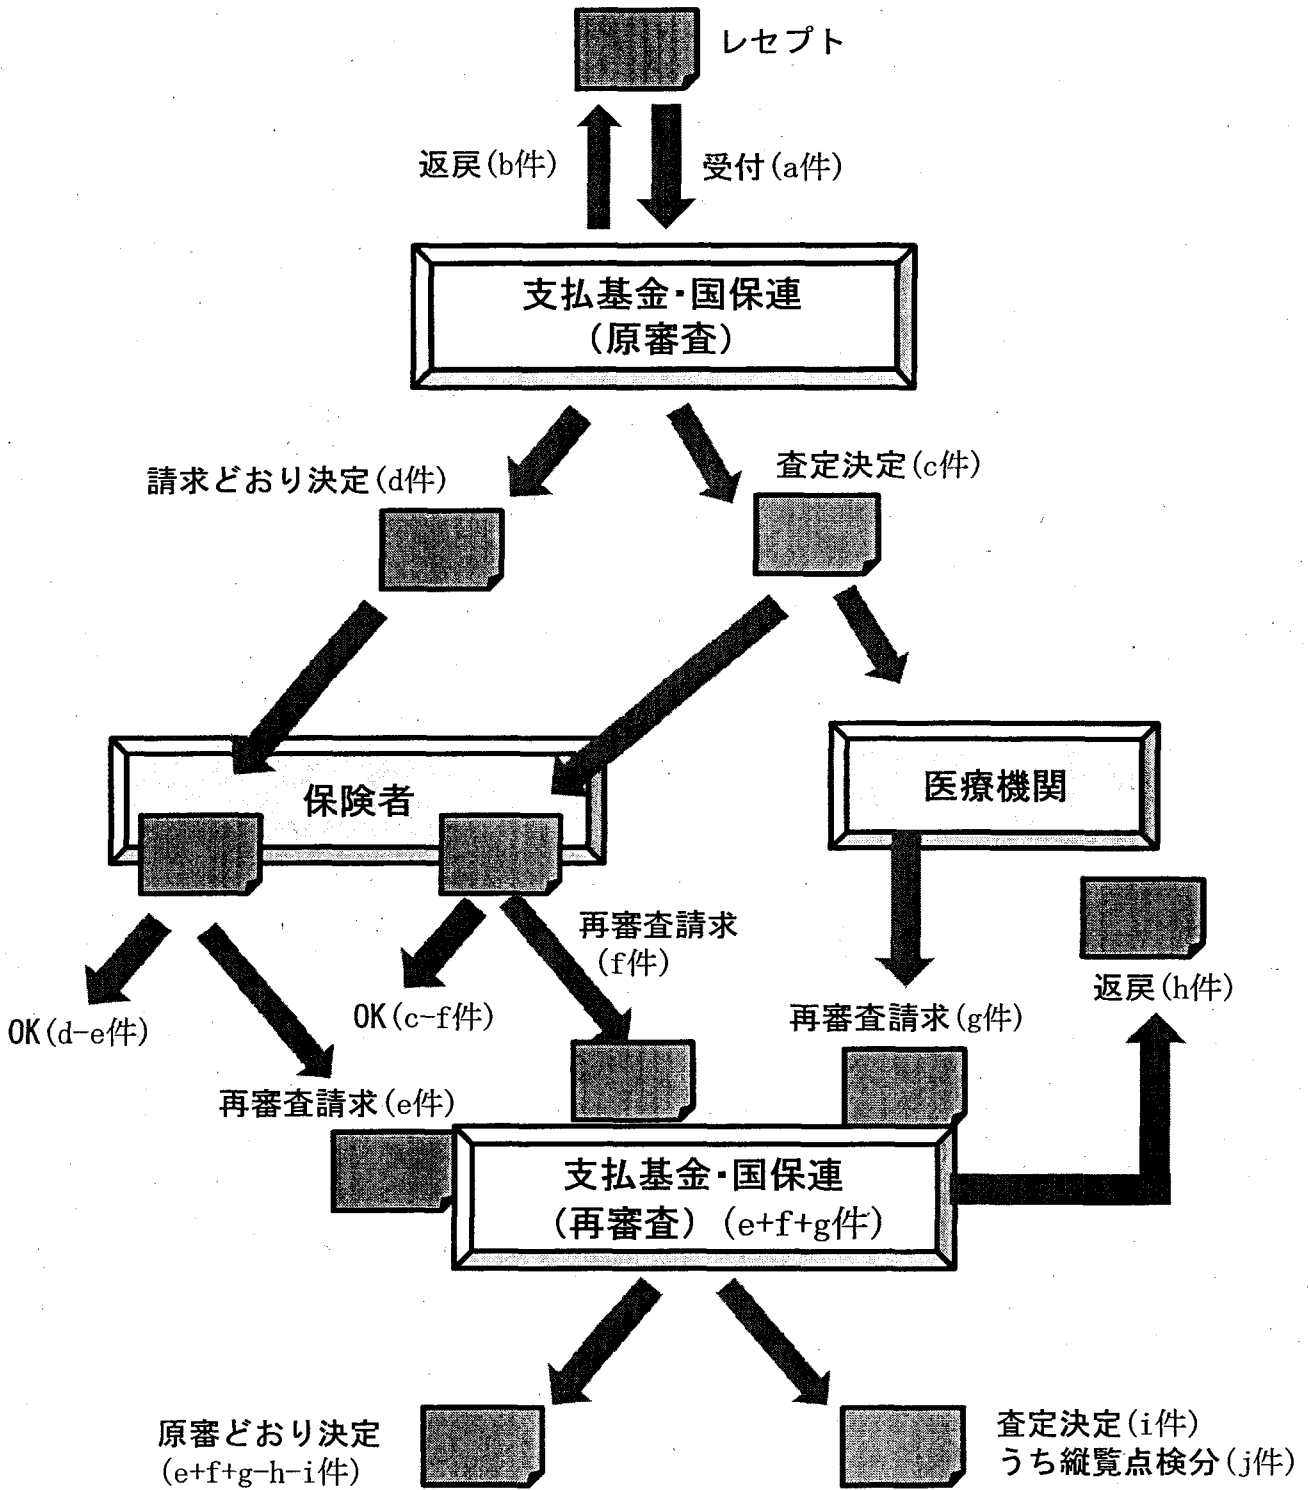 レセプト
返戻(b件)
受付(a件)
支払基金・国保連
(原審査)
請求どおり決定(d件)
査定決定(c件)
保険者
医療機関
再審査請求
(f件)
OK(d-e件)
OK(c-f件)
再審査請求(g件)
返戻(h件)
再審査請求(e件)
支払基金・国保連
(再審査) (e+f+g件)
原審どおり決定
(e+f+g-h-i件)
査定決定(i件)
うち縦覧点検分(j件)